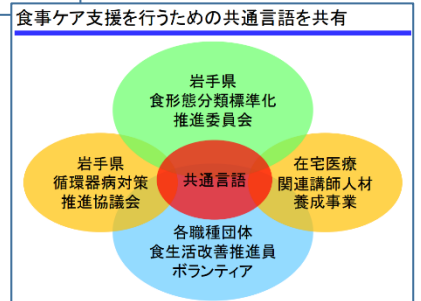 食事ケア支援を行うための共通言語を共有
岩手県
食形態分類標準化
推進委員会
岩手県
循環器病対策
推進協議会
共通言語
在宅医療
関連講師人材
養成事業
各職種団体
食生活改善推進員
ボランティア